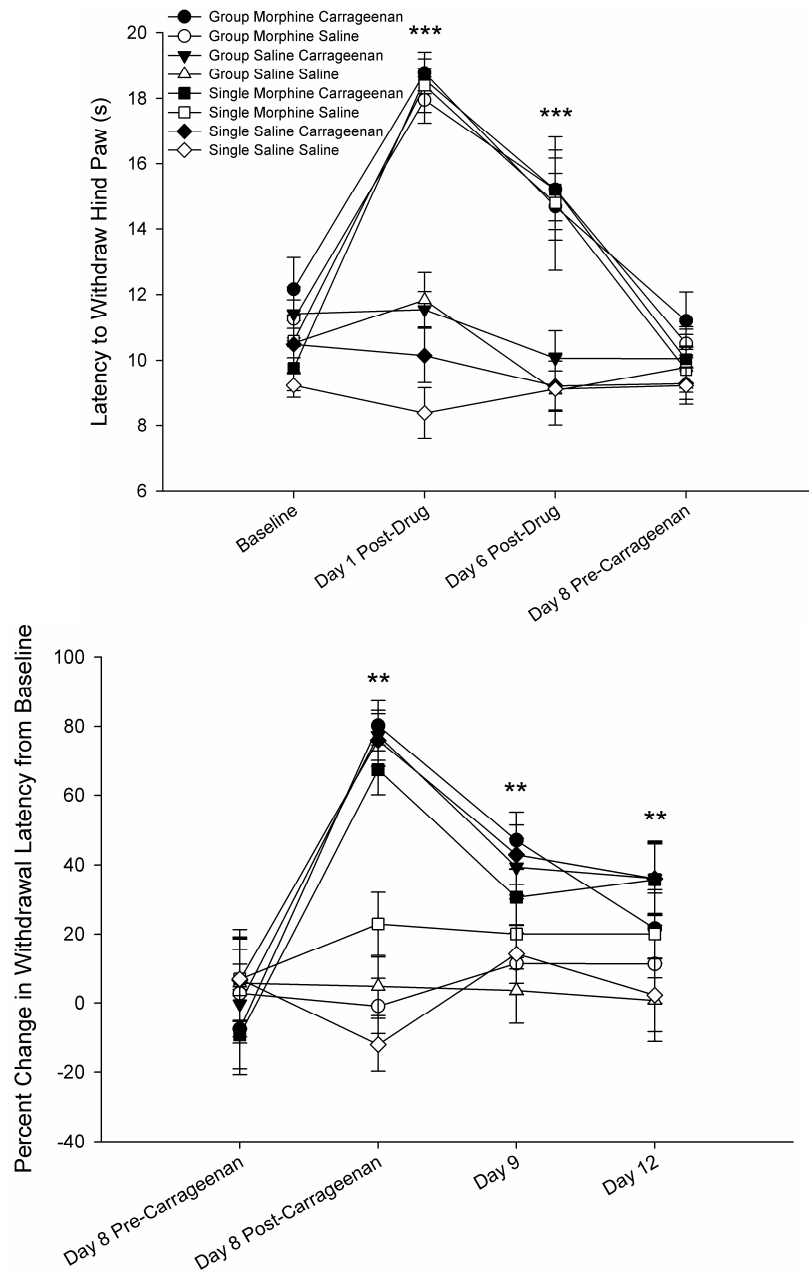 Group Morphine Carrageenan
Group Morphine Saline
Group Saline Carrageenan
Group Saline Saline
Single Morphine Carrageenan
Single Morphine Saline
Single Saline Carrageenan
Single Saline Saline
***
***
Latency to Withdraw Hind Paw (s)
20
18
16
14
12
10
8
6
Baseline
Day 1 Post-Drug
Day 6 Post-Drug
Day 8 Pre-Carrageenan
Percent Change in Withdrawal Latency from Baseline
100
80
60
40
20
0
-20
-40
**
**
**
Day 8 Pre-Carrageenan
Day 8 Post-Carrageenan
Day 9
Day 12